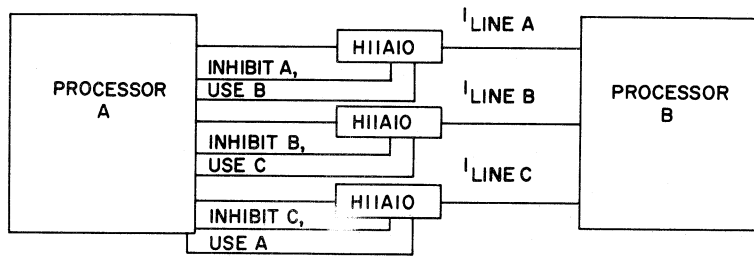 PROCESSOR
A
H11A10
I LINE A
INHIBIT A,
USE B
H11A10
I LINE B
INHIBIT B,
USE C
H11A10
I LINE C
INHIBIT C,
USE A
PROCESSOR
B